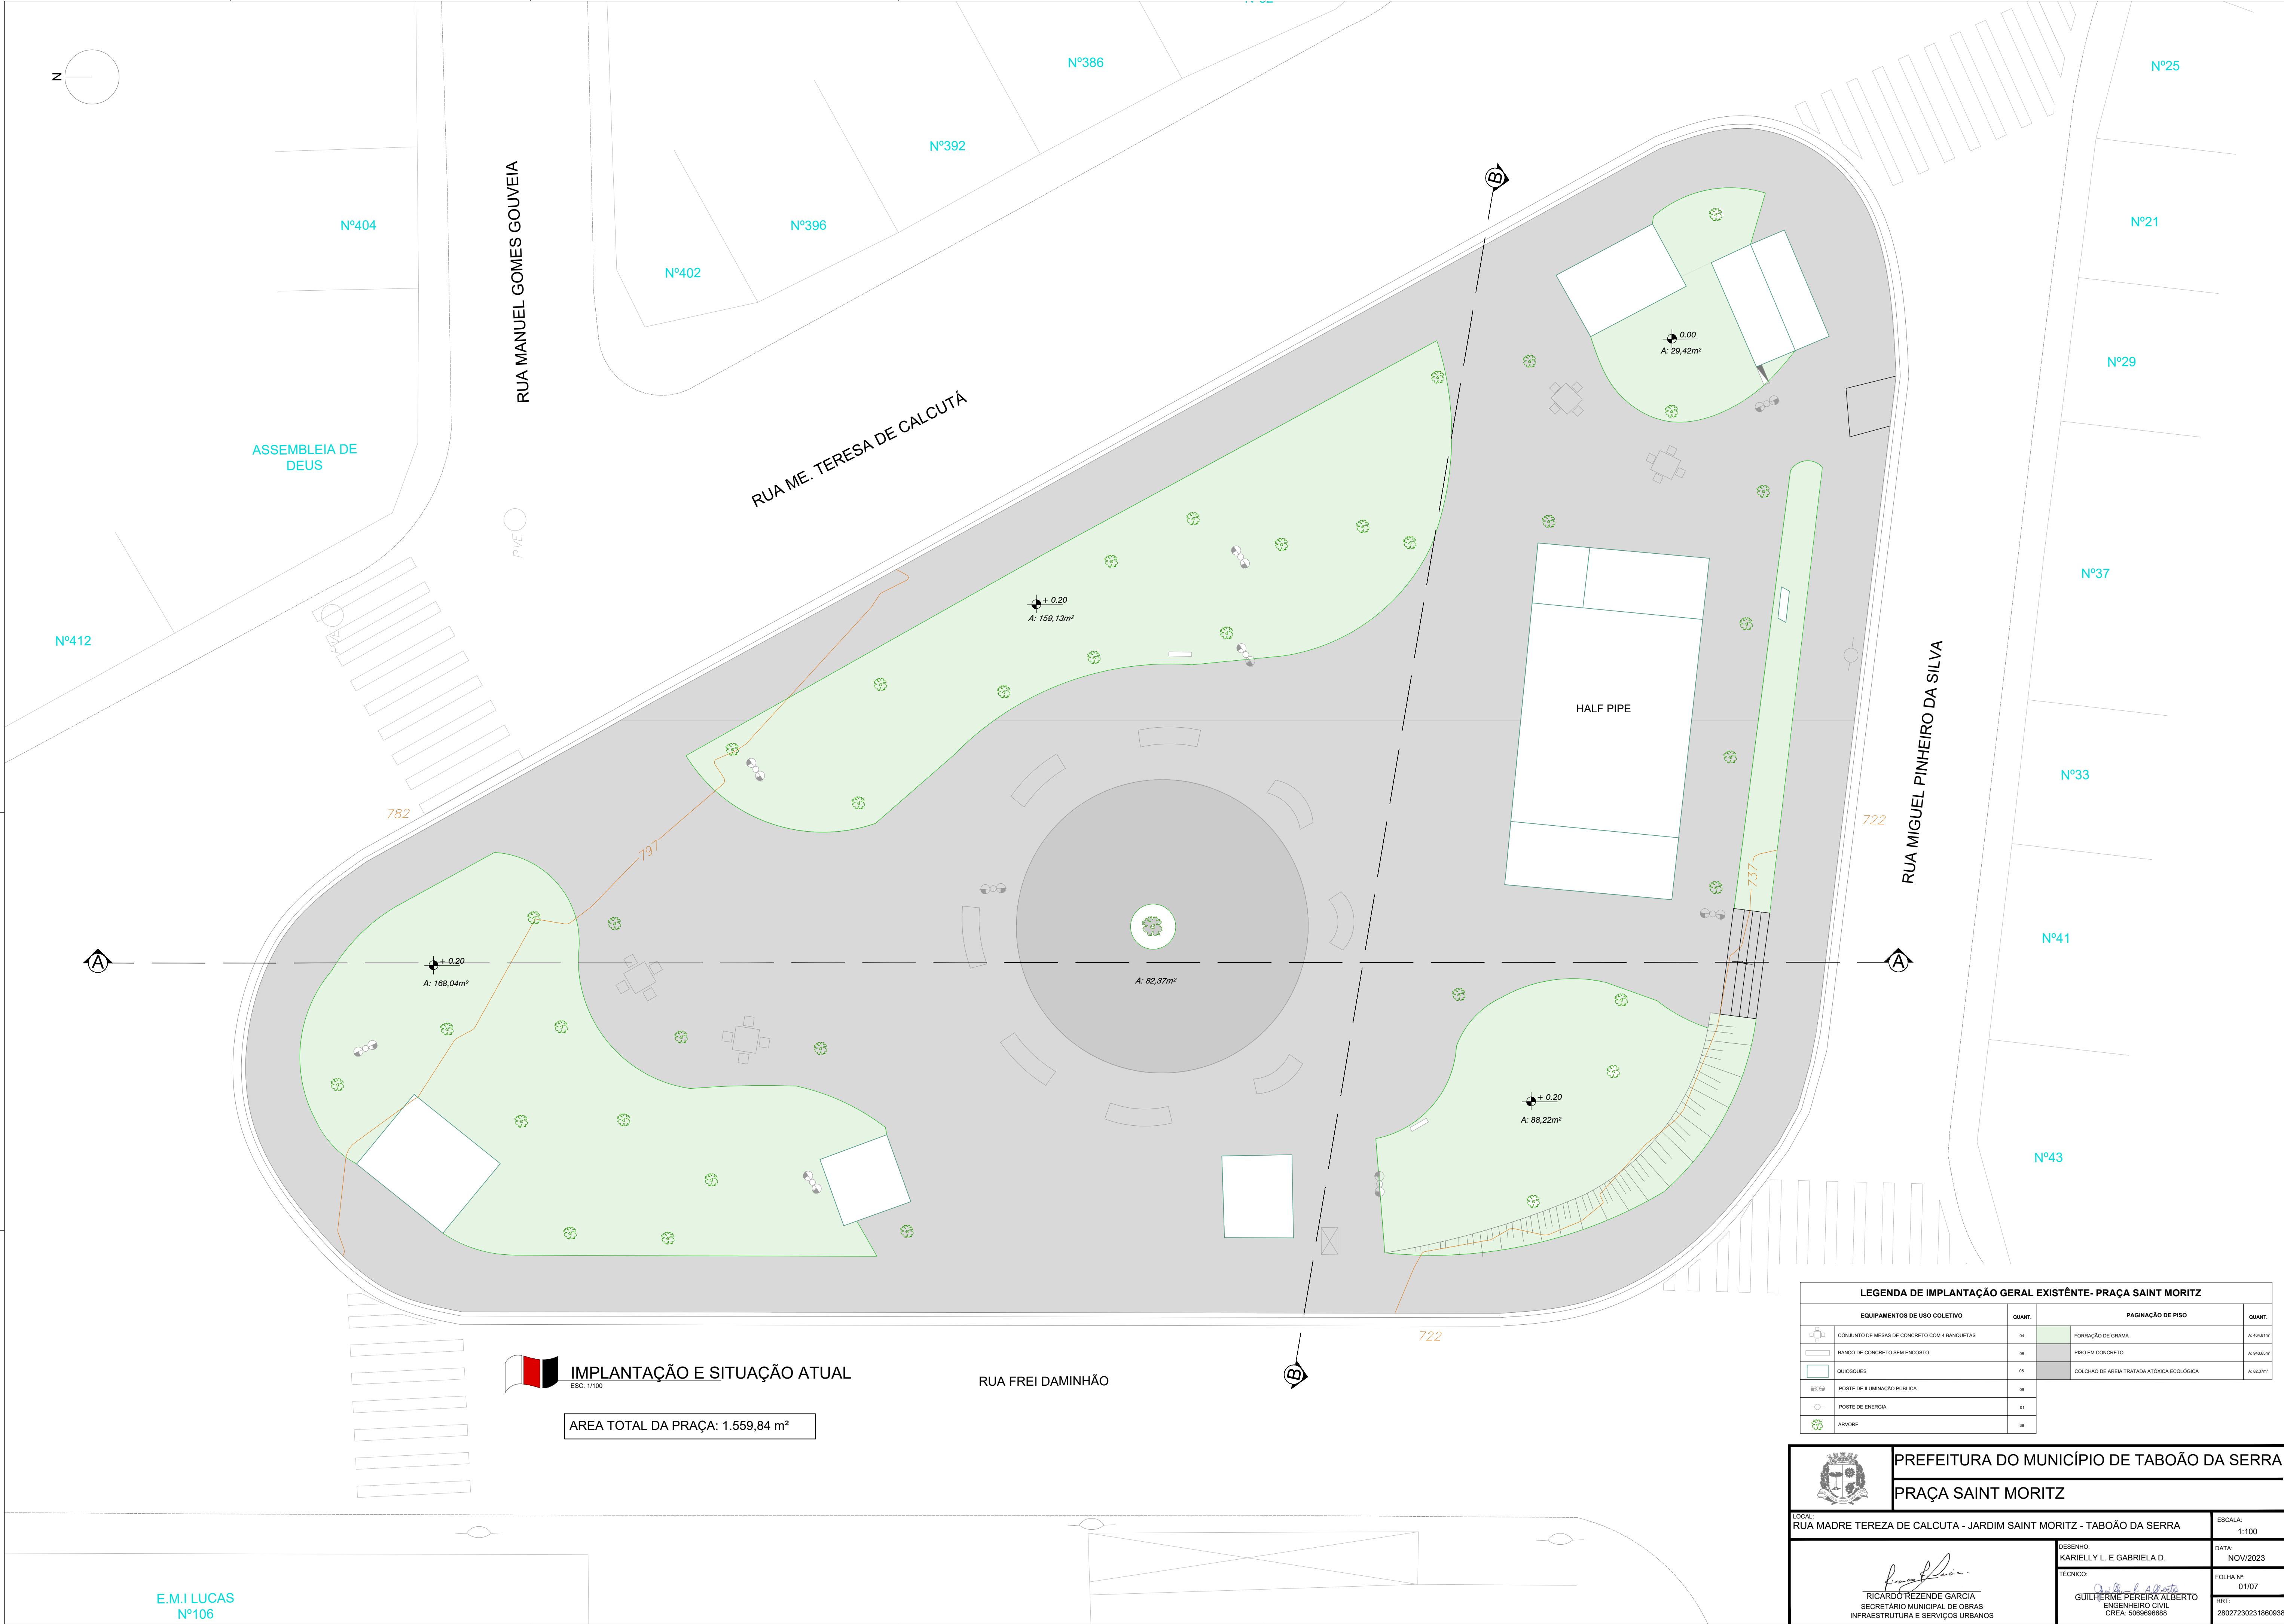 N
Nº386
Nº25
Nº392
Nº404
Nº396
Nº402
Nº21
RUA MANUEL GOMES GOUVEIA
B
0.00
A: 29,42m²
Nº29
RUA ME. TERESA DE CALCUTÁ
ASSEMBLEIA DE
DEUS
PVE
Nº412
+ 0.20
A: 159,13m²
Nº37
HALF PIPE
RUA MIGUEL PINHEIRO DA SILVA
Nº33
782
797
722
737
Nº41
A
+ 0.20
A: 168,04m²
A: 82,37m²
A
+ 0.20
A: 88,22m²
Nº43
722
B
IMPLANTAÇÃO E SITUAÇÃO ATUAL
ESC: 1/100
RUA FREI DAMINHÃO
AREA TOTAL DA PRAÇA: 1.559,84 m²
E.M.I LUCAS
Nº106
LEGENDA DE IMPLANTAÇÃO GERAL EXISTÊNTE- PRAÇA SAINT MORITZ
EQUIPAMENTOS DE USO COLETIVO QUANT. PAGINAÇÃO DE PISO QUANT.
CONJUNTO DE MESAS DE CONCRETO COM 4 BANQUETAS 04 FORRAÇÃO DE GRAMA
BANCO DE CONCRETO SEM ENCOSTO 08 PISO EM CONCRETO
QUIOSQUES 05 COLCHÃO DE AREIA TRATADA ATÓXICA ECOLÓGICA A: 82,37m²
POSTE DE ILUMINAÇÃO PÚBLICA 09
POSTE DE ENERGIA 01
ÁRVORE
PREFEITURA DO MUNICÍPIO DE TABOÃO DA SERRA
PRAÇA SAINT MORITZ
LOCAL:
RUA MADRE TEREZA DE CALCUTA - JARDIM SAINT MORITZ - TABOÃO DA SERRA
ESCALA:
1:100
DESENHO:
KARIELLY L. E GABRIELA D.
DATA:
NOV/2023
TÉCNICO:
GUILHERME PEREIRA ALBERTO
ENGENHEIRO CIVIL
CREA: 5069696688
FOLHA Nº:
01/07
RRT:
28027230231860938
RICARDO REZENDE GARCIA
SECRETÁRIO MUNICIPAL DE OBRAS
INFRAESTRUTURA E SERVIÇOS URBANOS